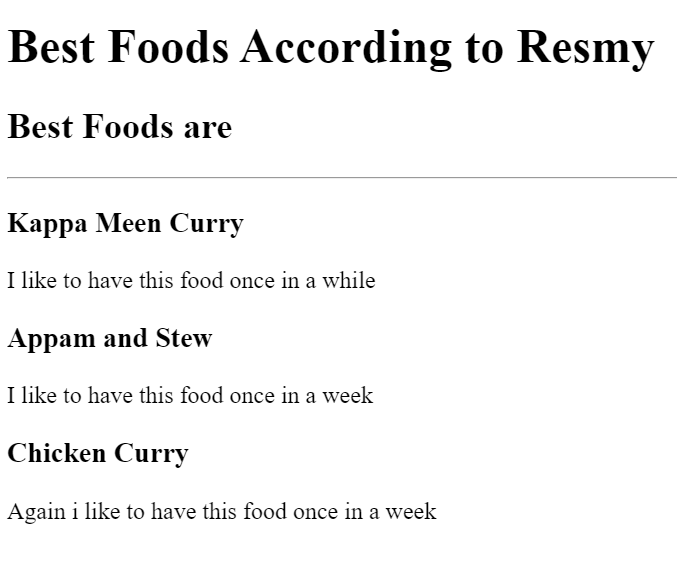 Best Foods According to Resmy
Best Foods are
Kappa Meen Curry
I like to have this food once in a while
Appam and Stew
I like to have this food once in a week
Chicken Curry
Again i like to have this food once in a week